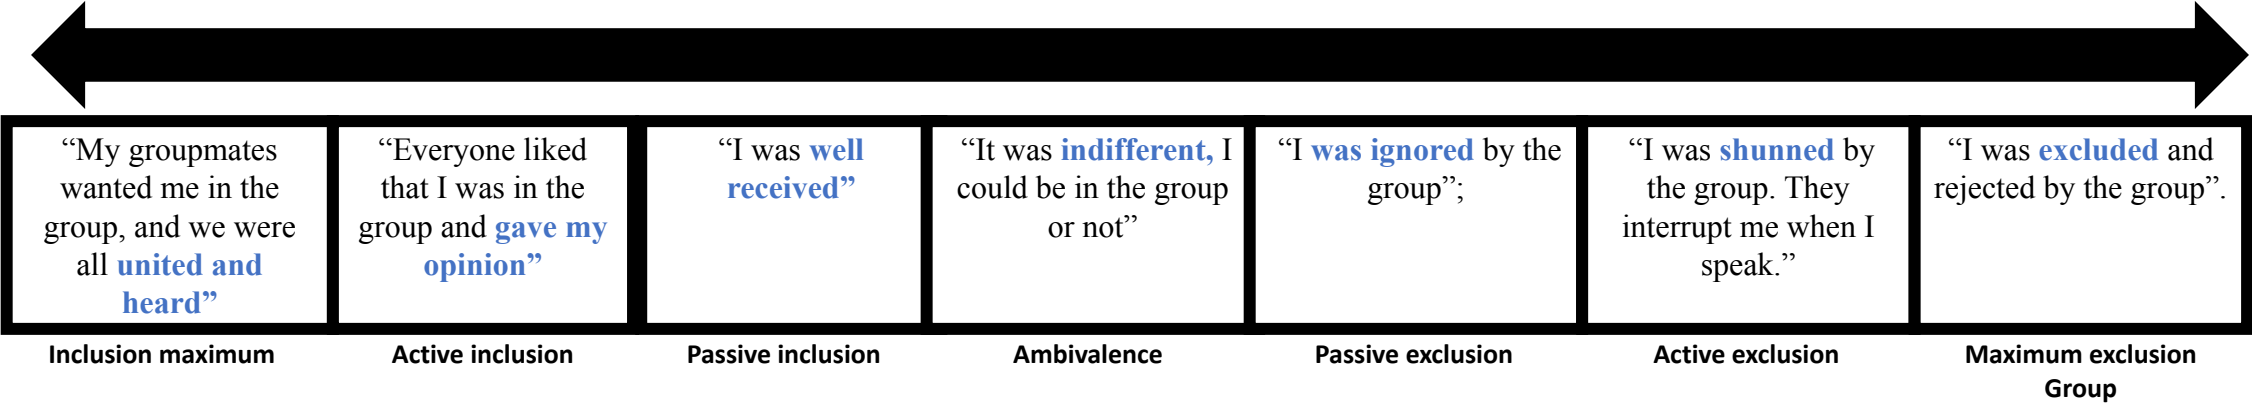 “My groupmates
wanted me in the
group, and we were
all united and
heard”
“Everyone liked
that I was in the
group and gave my
opinion”
“I was well
received”
“It was indifferent, I
could be in the group
or not”
“I was ignored by the
group”;
“I was shunned by
the group. They
interrupt me when I
speak.”
“I was excluded and
rejected by the group”.
Inclusion maximum
Active inclusion
Passive inclusion
Ambivalence
Passive exclusion
Active exclusion
Maximum exclusion
Group